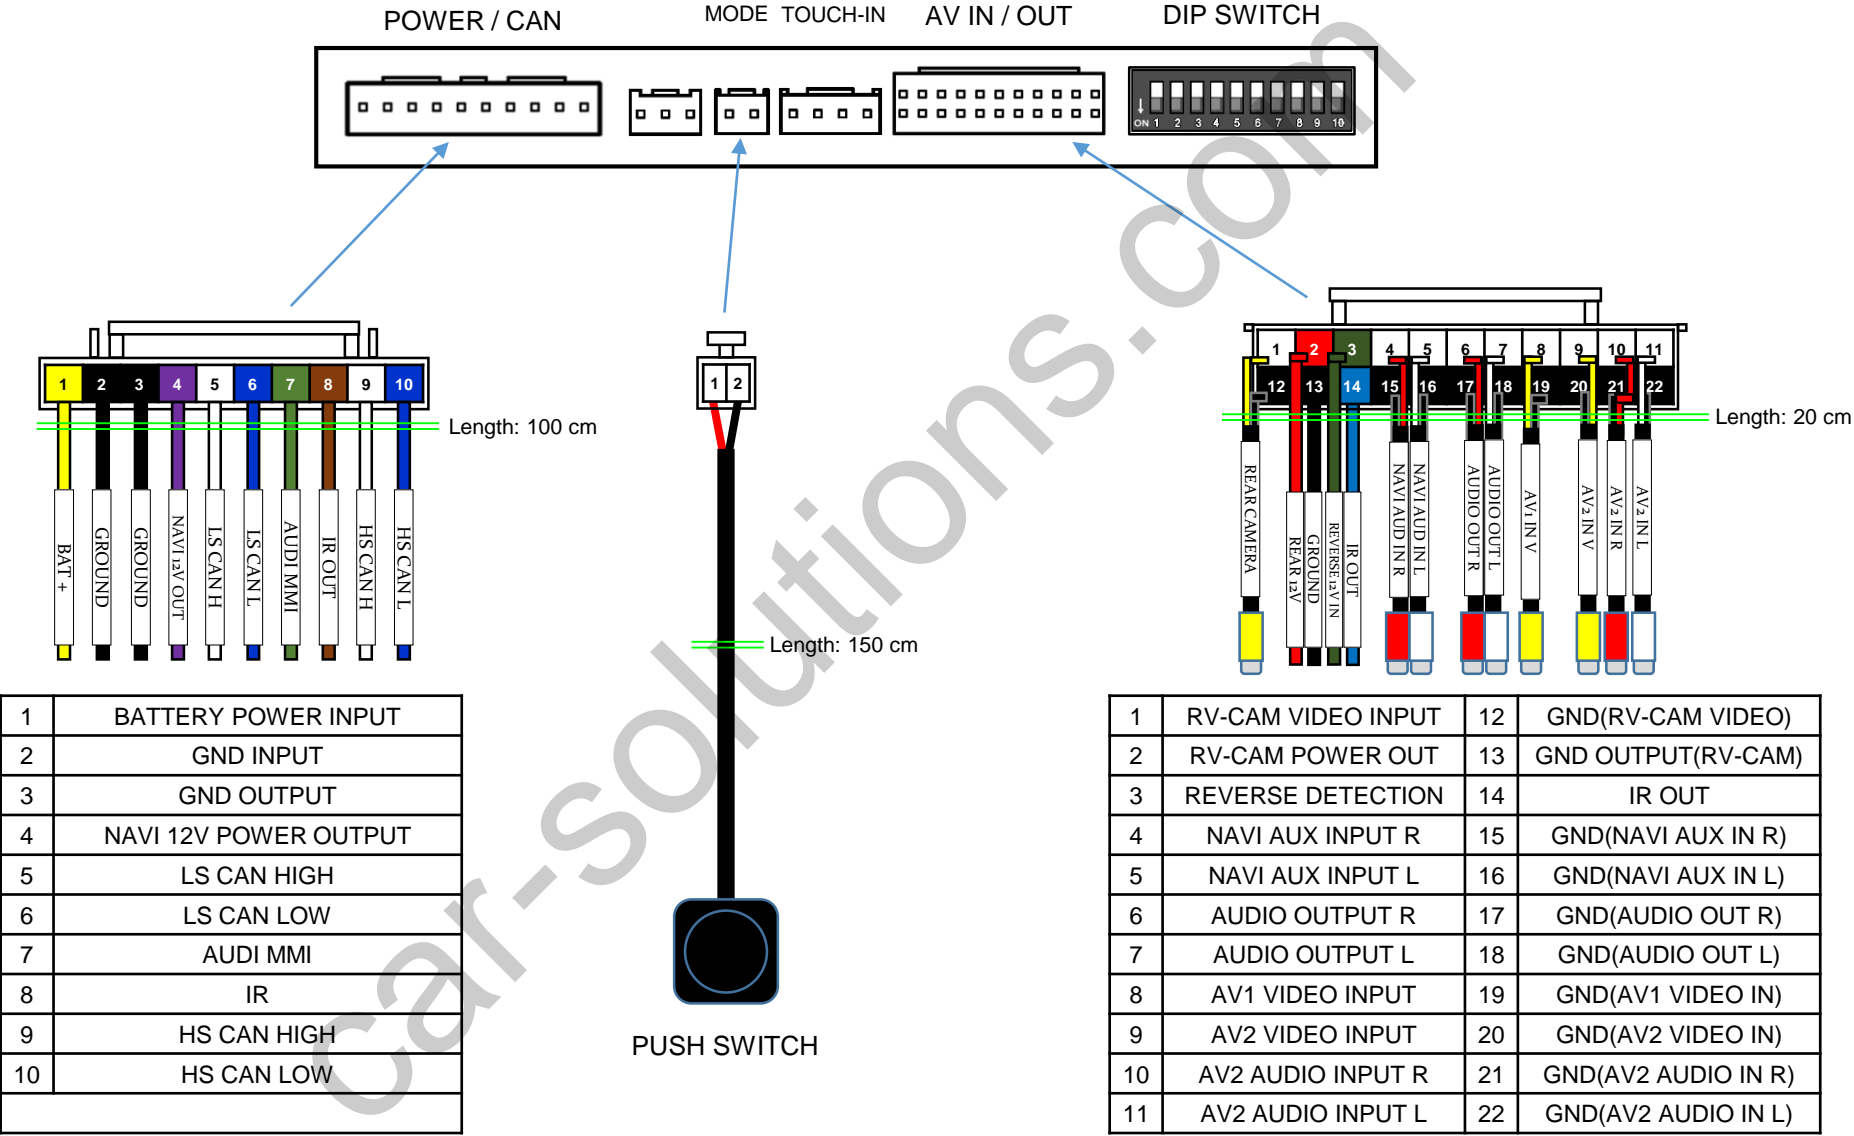 POWER / CAN
MODE
TOUCH-IN
AV IN / OUT
DIP SWITCH
ON 1 2 3 4 5 6 7 8 9 10
1 2 3 4 5 6 7 8 9 10
Length: 100 cm
BAT +
GROUND
GROUND
NAVI 12V OUT
LS CAN H
LS CAN L
AUDI MMI
IR OUT
HS CAN H
HS CAN L
1 2
Length: 150 cm
PUSH SWITCH
1 2 3 4 5 6 7 8 9 10 11
12 13 14 15 16 17 18 19 20 21 22
Length: 20 cm
REAR CAMERA
REAR 12V
GROUND
REVERSE 12V IN
IR OUT
NAVI AUD IN R
NAVI AUD IN L
AUDIO OUT R
AUDIO OUT L
AV1 IN V
AV2 IN V
AV2 IN R
AV2 IN L
1 BATTERY POWER INPUT
2 GND INPUT
3 GND OUTPUT
4 NAVI 12V POWER OUTPUT
5 LS CAN HIGH
6 LS CAN LOW
7 AUDI MMI
8 IR
9 HS CAN HIGH
10 HS CAN LOW
1 RV-CAM VIDEO INPUT 12 GND(RV-CAM VIDEO)
2 RV-CAM POWER OUT 13 GND OUTPUT(RV-CAM)
3 REVERSE DETECTION 14 IR OUT
4 NAVI AUX INPUT R 15 GND(NAVI AUX IN R)
5 NAVI AUX INPUT L 16 GND(NAVI AUX IN L)
6 AUDIO OUTPUT R 17 GND(AUDIO OUT R)
7 AUDIO OUTPUT L 18 GND(AUDIO OUT L)
8 AV1 VIDEO INPUT 19 GND(AV1 VIDEO IN)
9 AV2 VIDEO INPUT 20 GND(AV2 VIDEO IN)
10 AV2 AUDIO INPUT R 21 GND(AV2 AUDIO IN R)
11 AV2 AUDIO INPUT L 22 GND(AV2 AUDIO IN L)
car-solutions.com